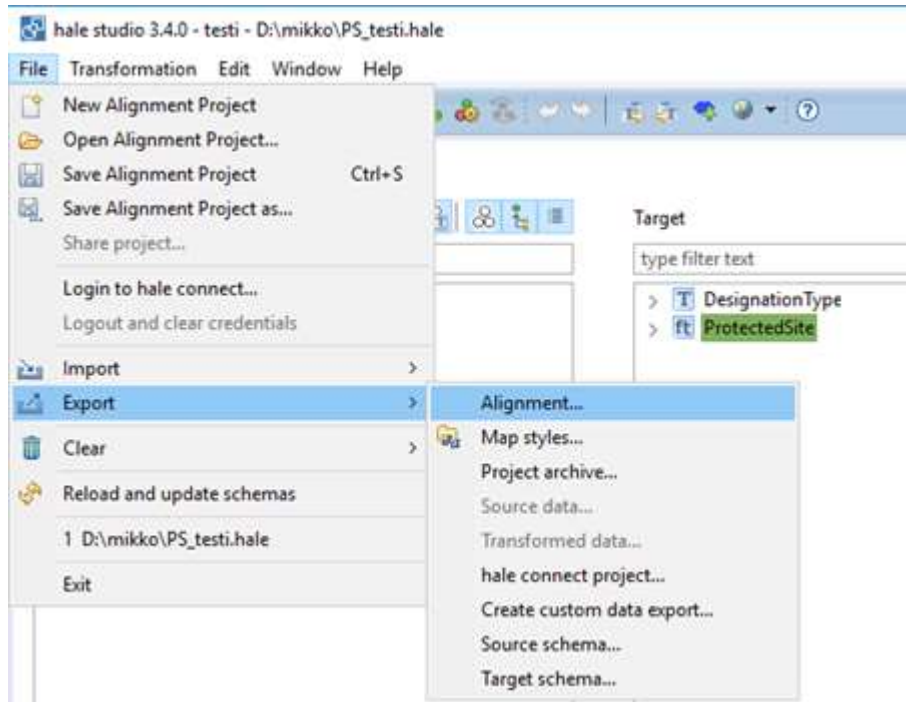 hale studio 3.4.0 - testi - D:\mikko\PS_testi.hale
File Transformation Edit Window Help
New Alignment Project
Open Alignment Project...
Save Alignment Project Ctrl+S
Save Alignment Project as...
Share project...
Login to hale connect...
Logout and clear credentials
Import
Export
Clear
Reload and update schemas
1 D:\mikko\PS_testi.hale
Exit
Alignment...
Map styles...
Project archive...
Source data...
Transformed data...
hale connect project...
Create custom data export...
Source schema...
Target schema...
Target
type filter text
T DesignationType
ft ProtectedSite